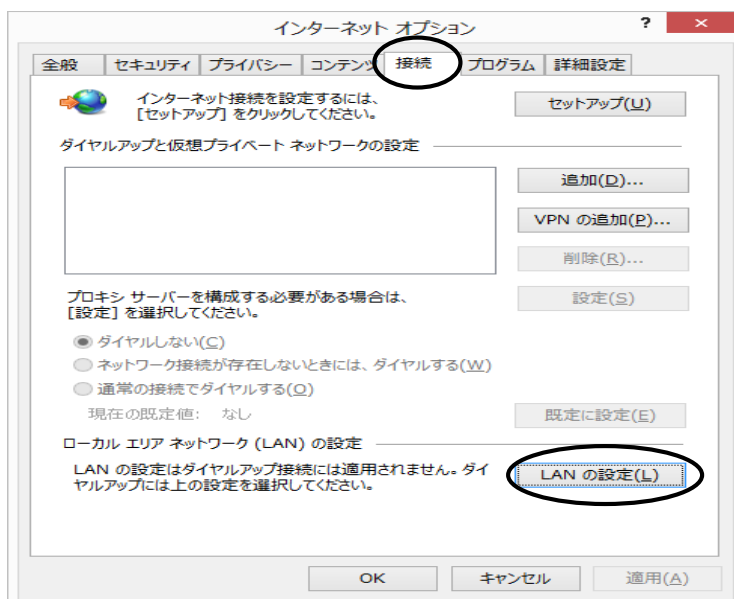 インターネット オプション
?
×
全般 セキュリティ プライバシー コンテンツ 接続 プログラム 詳細設定
インターネット接続を設定するには、
[セットアップ] をクリックしてください。
セットアップ(U)
ダイヤルアップと仮想プライベート ネットワークの設定
追加(D)...
VPN の追加(P)...
削除(R)...
プロキシ サーバーを構成する必要がある場合は、
[設定] を選択してください。
設定(S)
ダイヤルしない(C)
ネットワーク接続が存在しないときには、ダイヤルする(W)
通常の接続でダイヤルする(O)
現在の既定値: なし
既定に設定(E)
ローカル エリア ネットワーク (LAN) の設定
LAN の設定はダイヤルアップ接続には適用されません。ダイ
ヤルアップには上の設定を選択してください。
LAN の設定(L)
OK キャンセル 適用(A)